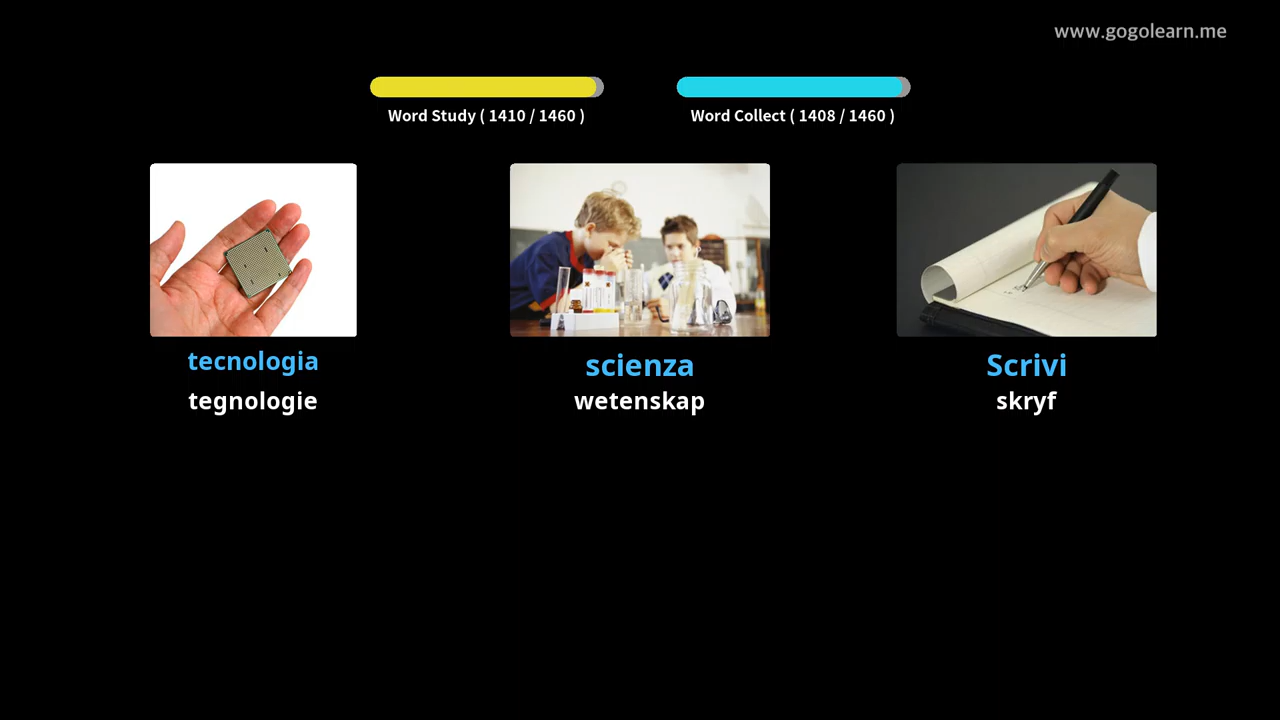 www.gogolearn.me
Word Study ( 1410 / 1460 )
Word Collect ( 1408 / 1460 )
tecnologia
tegnologie
scienza
wetenskap
Scrivi
skryf